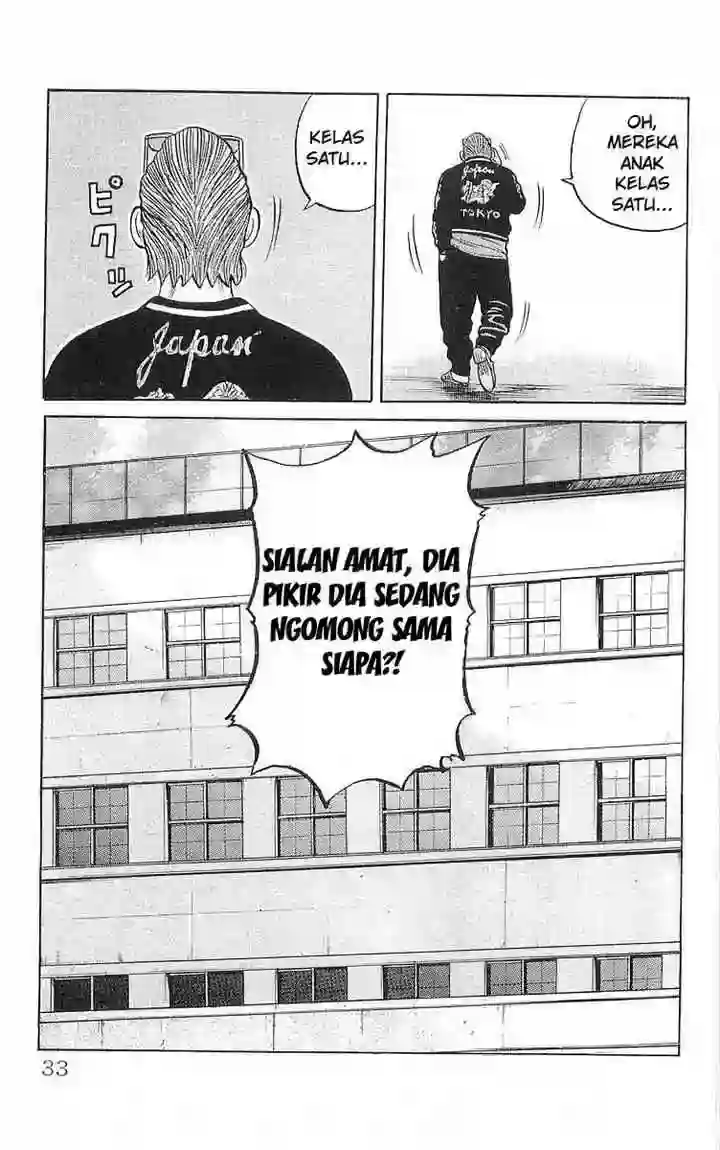 OH,
MEREKA
ANAK
KELAS
SATU...
Japan
TOKYO
KELAS
SATU...
ピクッ
Japan
SIALAN AMAT, DIA
PIKIR DIA SEDANG
NGOMONG SAMA
SIAPA?!
33